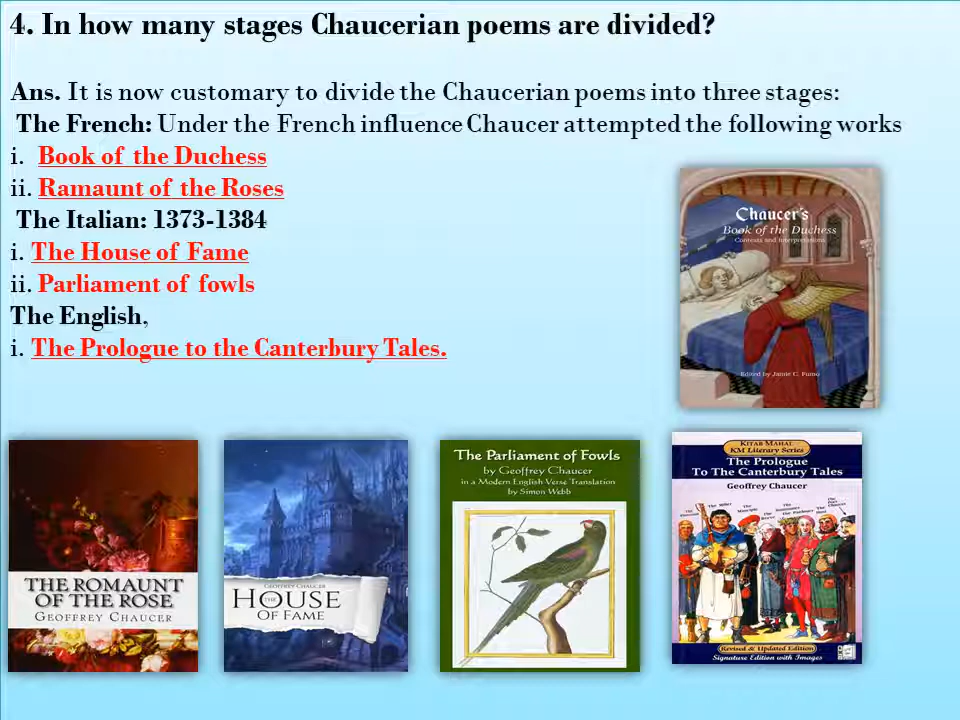 4. In how many stages Chaucerian poems are divided?
Ans. It is now customary to divide the Chaucerian poems into three stages:
The French: Under the French influence Chaucer attempted the following works
i. Book of the Duchess
ii. Ramaunt of the Roses
The Italian: 1373-1384
i. The House of Fame
ii. Parliament of fowls
The English,
i. The Prologue to the Canterbury Tales.
Chaucer's
Book of the Duchess
Contexts and Interpretations
Edited by Jamie C. Fumo
THE ROMAUNT
OF THE ROSE
GEOFFREY CHAUCER
GEOFFREY CHAUCER
THE HOUSE
OF FAME
The Parliament of Fowls
by Geoffrey Chaucer
in a Modern English Verse Translation
by Simon Webb
KITAB MAHAL
KM Literary Series
The Prologue
To The Canterbury Tales
Geoffrey Chaucer
Revised & Updated Edition
Signature Edition with Images